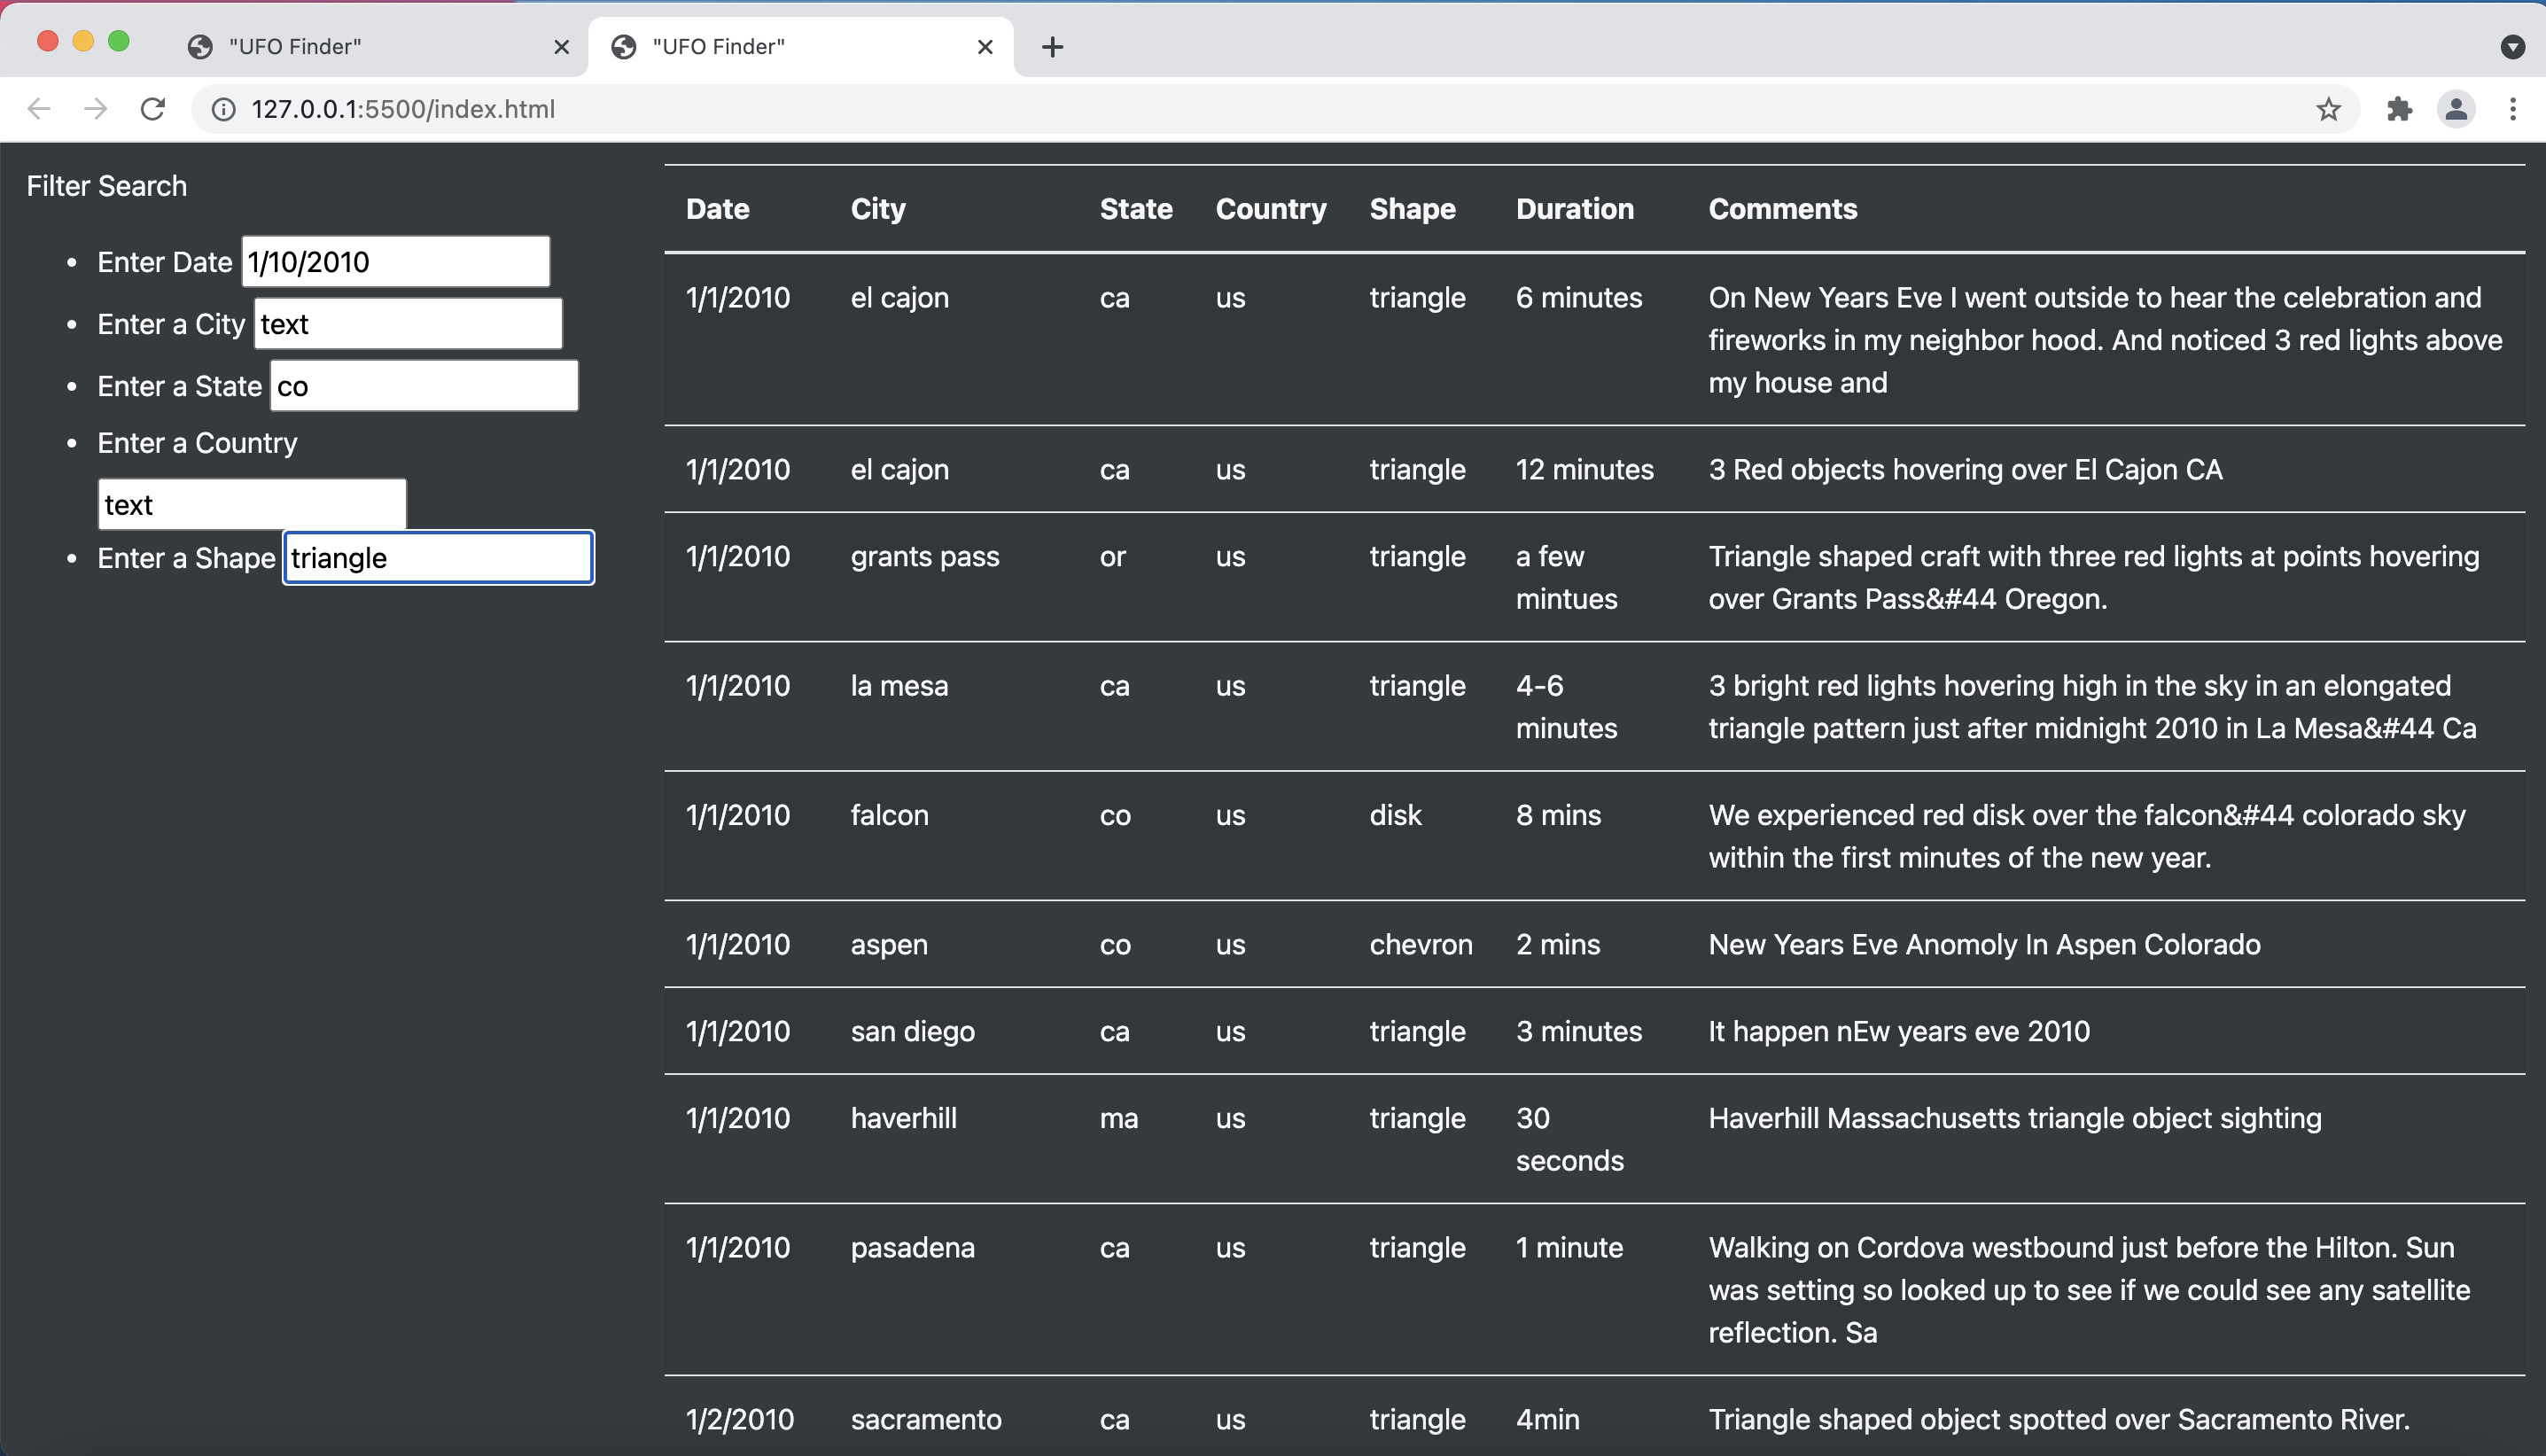 "UFO Finder"
"UFO Finder"
127.0.0.1:5500/index.html
Filter Search
Enter Date 1/10/2010
Enter a City text
Enter a State co
Enter a Country
text
Enter a Shape triangle
Date City State Country Shape Duration Comments
1/1/2010 el cajon ca us triangle 6 minutes On New Years Eve I went outside to hear the celebration and
fireworks in my neighbor hood. And noticed 3 red lights above
my house and
1/1/2010 el cajon ca us triangle 12 minutes 3 Red objects hovering over El Cajon CA
1/1/2010 grants pass or us triangle a few Triangle shaped craft with three red lights at points hovering
mintues over Grants Pass&#44 Oregon.
1/1/2010 la mesa ca us triangle 4-6 3 bright red lights hovering high in the sky in an elongated
minutes triangle pattern just after midnight 2010 in La Mesa&#44 Ca
1/1/2010 falcon co us disk 8 mins We experienced red disk over the falcon&#44 colorado sky
within the first minutes of the new year.
1/1/2010 aspen co us chevron 2 mins New Years Eve Anomoly In Aspen Colorado
1/1/2010 san diego ca us triangle 3 minutes It happen nEw years eve 2010
1/1/2010 haverhill ma us triangle 30 Haverhill Massachusetts triangle object sighting
seconds
1/1/2010 pasadena ca us triangle 1 minute Walking on Cordova westbound just before the Hilton. Sun
was setting so looked up to see if we could see any satellite
reflection. Sa
1/2/2010 sacramento ca us triangle 4min Triangle shaped object spotted over Sacramento River.